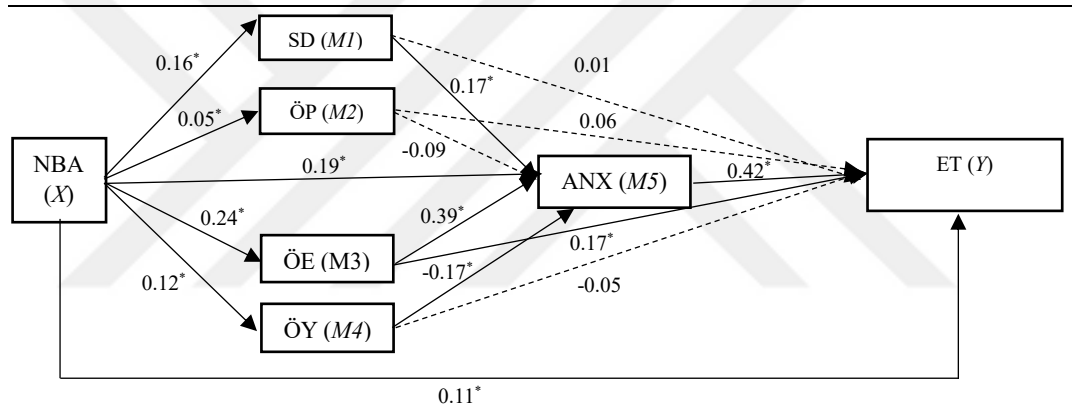 SD (M1)
0.16*
0.01
0.17*
ÖP (M2)
0.05*
0.06
-0.09
NBA
(X)
0.19*
ANX (M5)
0.42*
ET (Y)
0.24*
0.39*
ÖE (M3)
0.17*
-0.17*
0.12*
-0.05
ÖY (M4)
0.11*